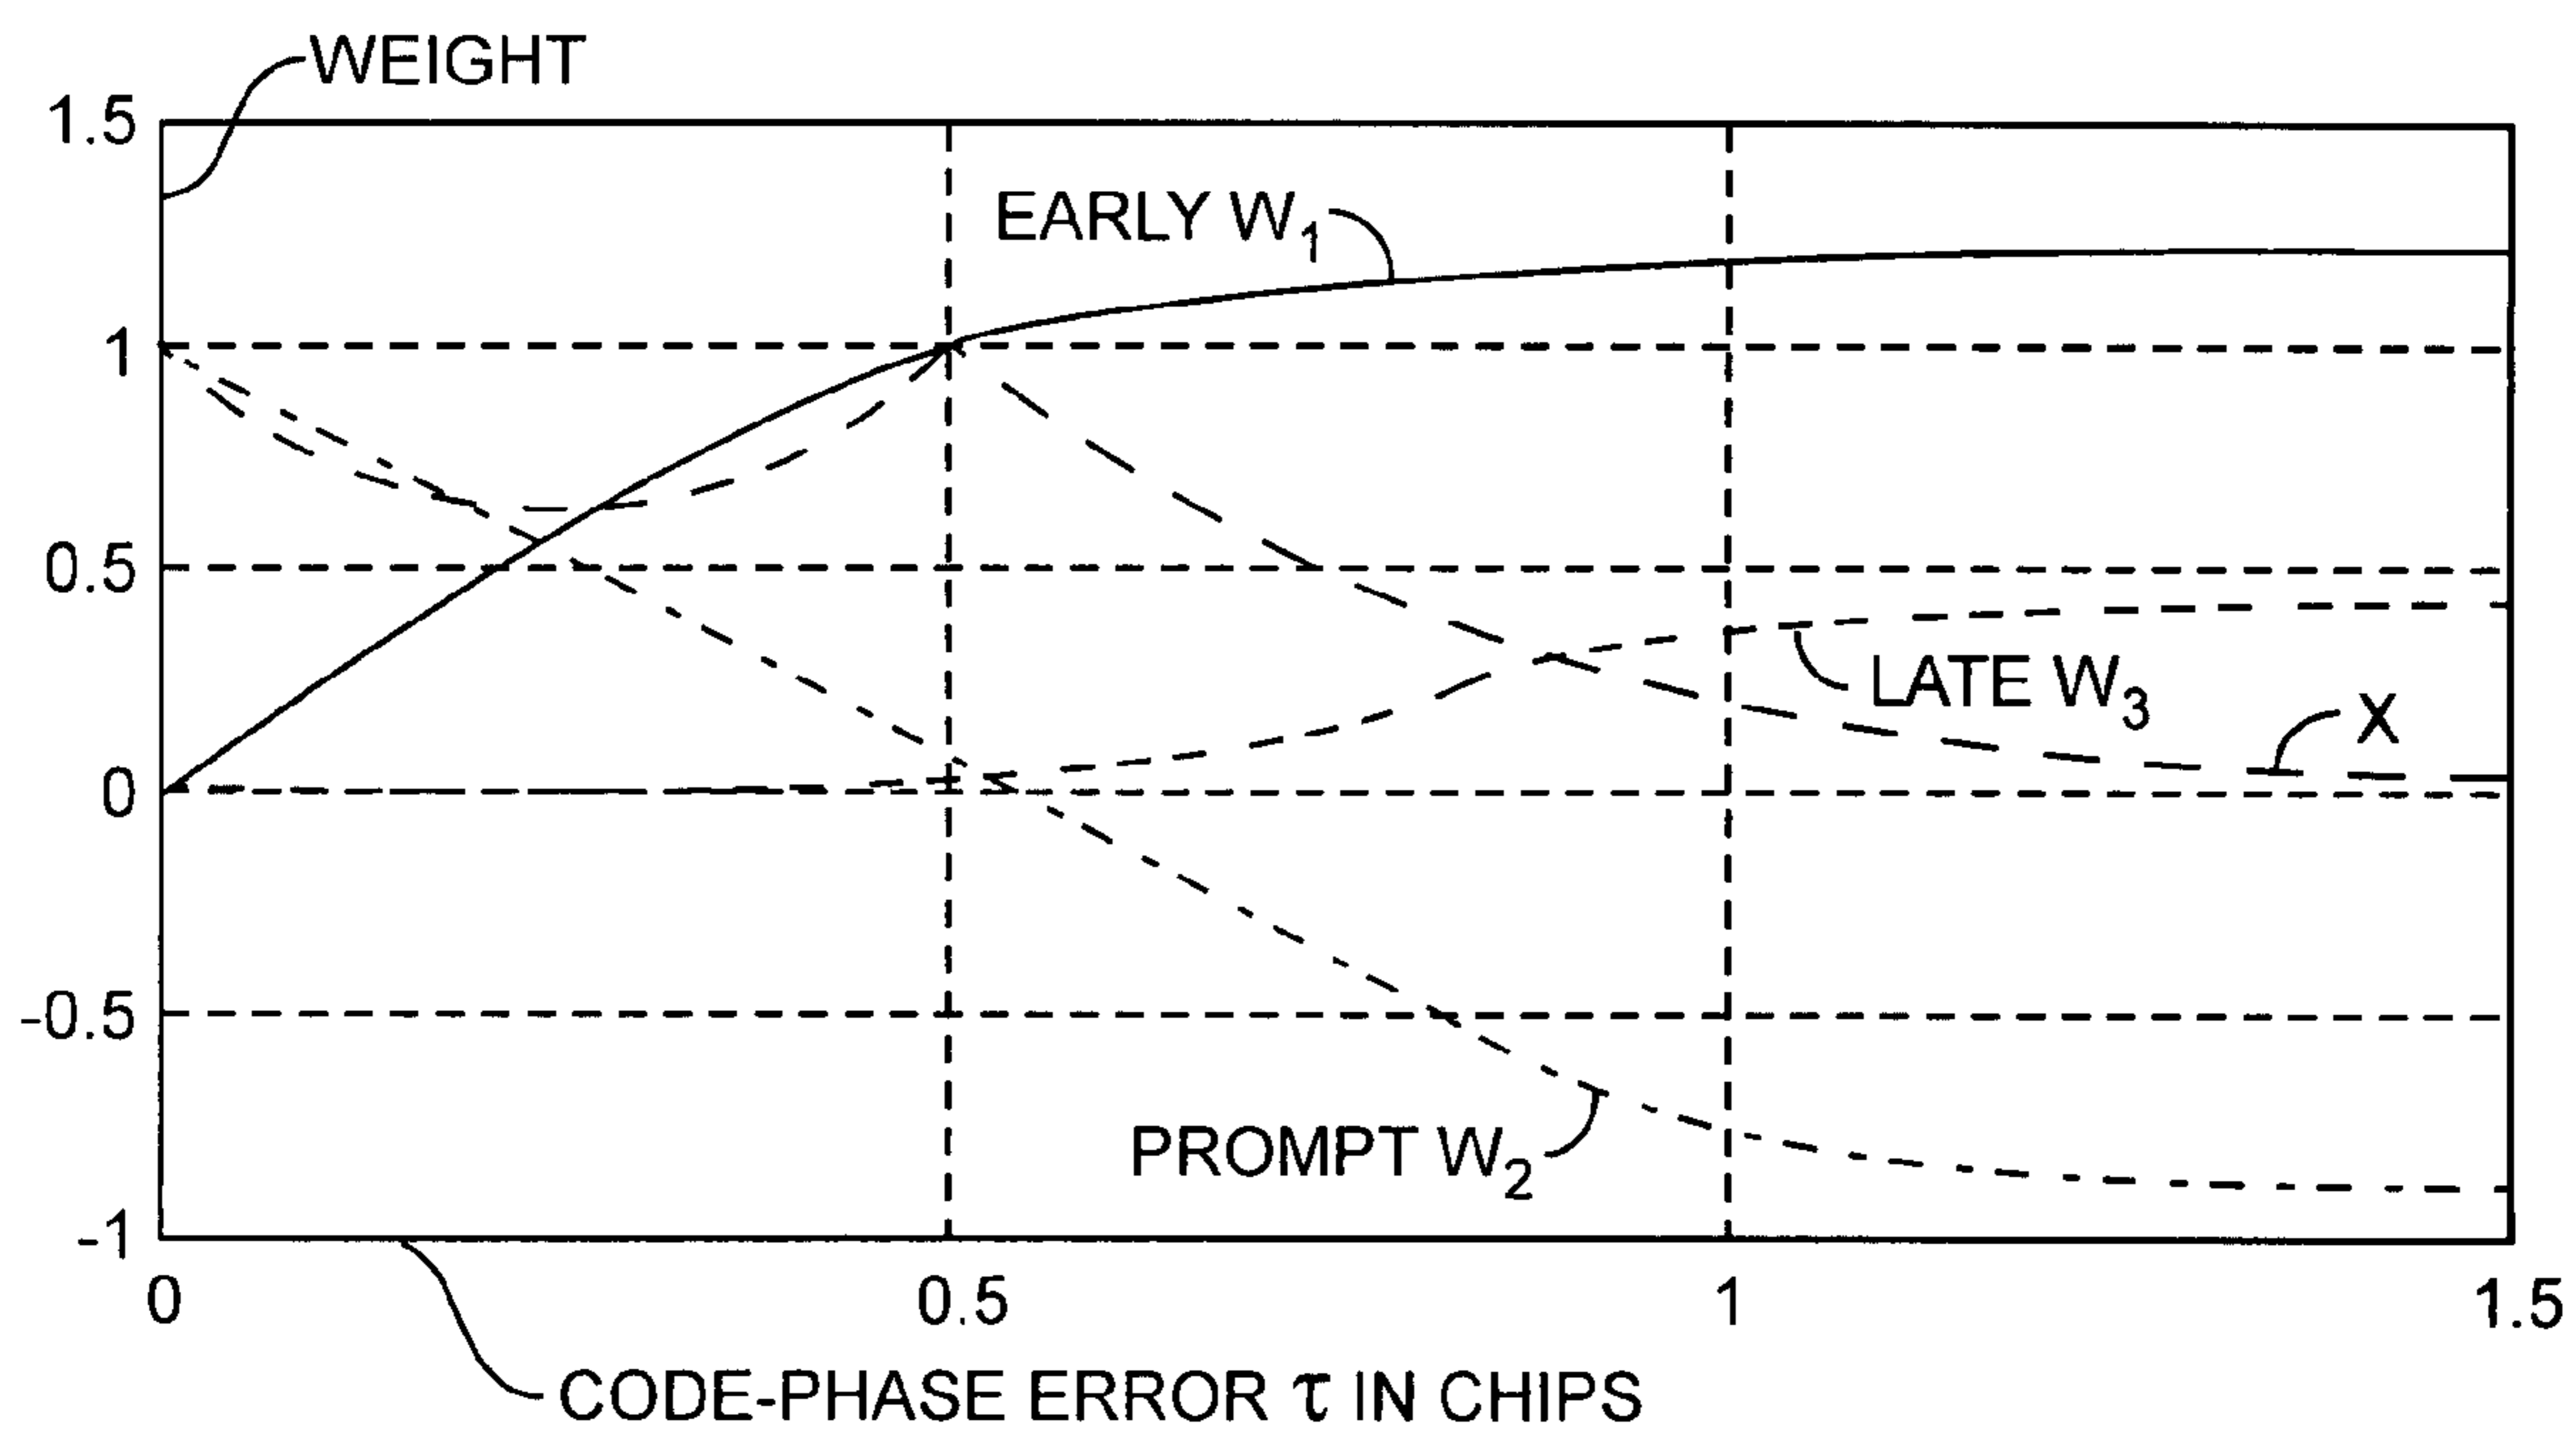 WEIGHT
1.5
EARLY W1
1
0.5
LATE W3
X
0
-0.5
PROMPT W2
-1
0 0.5 1 1.5
CODE-PHASE ERROR τ IN CHIPS